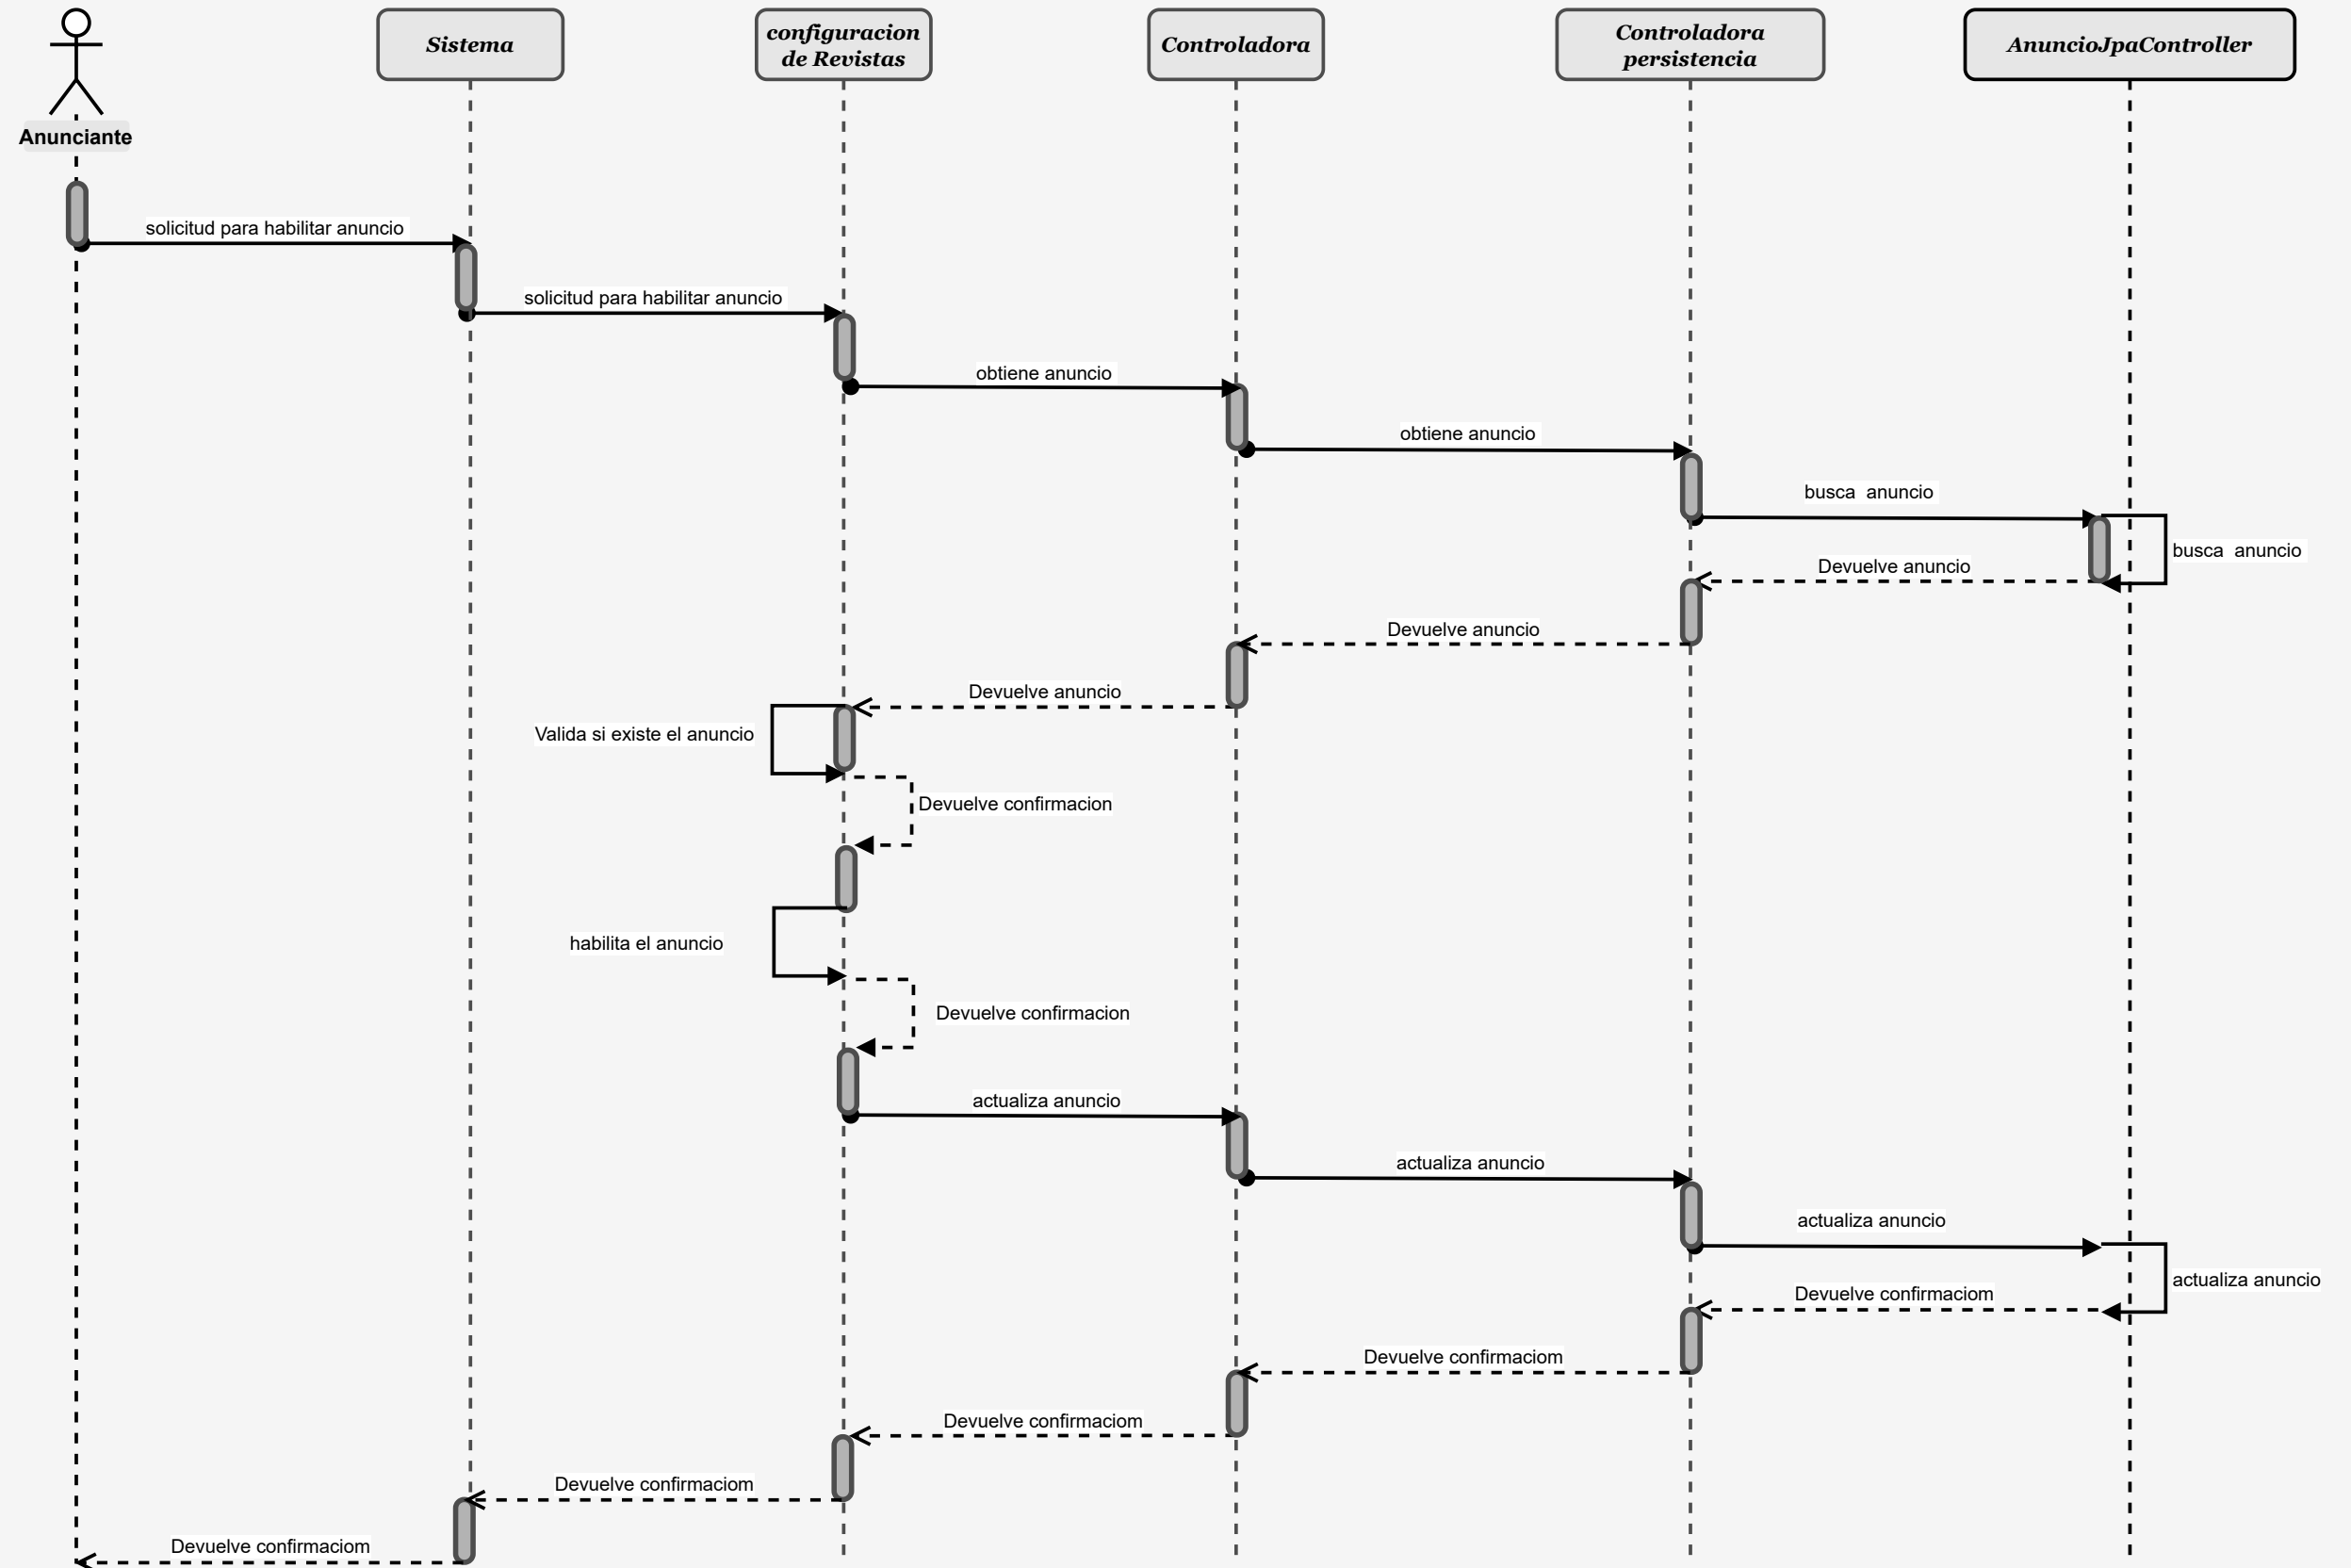 Sistema
configuracion
de Revistas
Controladora
Controladora
persistencia
AnuncioJpaController
Anunciante
solicitud para habilitar anuncio
solicitud para habilitar anuncio
obtiene anuncio
obtiene anuncio
busca  anuncio
busca  anuncio
Devuelve anuncio
Devuelve anuncio
Devuelve anuncio
Valida si existe el anuncio
Devuelve confirmacion
habilita el anuncio
Devuelve confirmacion
actualiza anuncio
actualiza anuncio
actualiza anuncio
actualiza anuncio
Devuelve confirmaciom
Devuelve confirmaciom
Devuelve confirmaciom
Devuelve confirmaciom
Devuelve confirmaciom